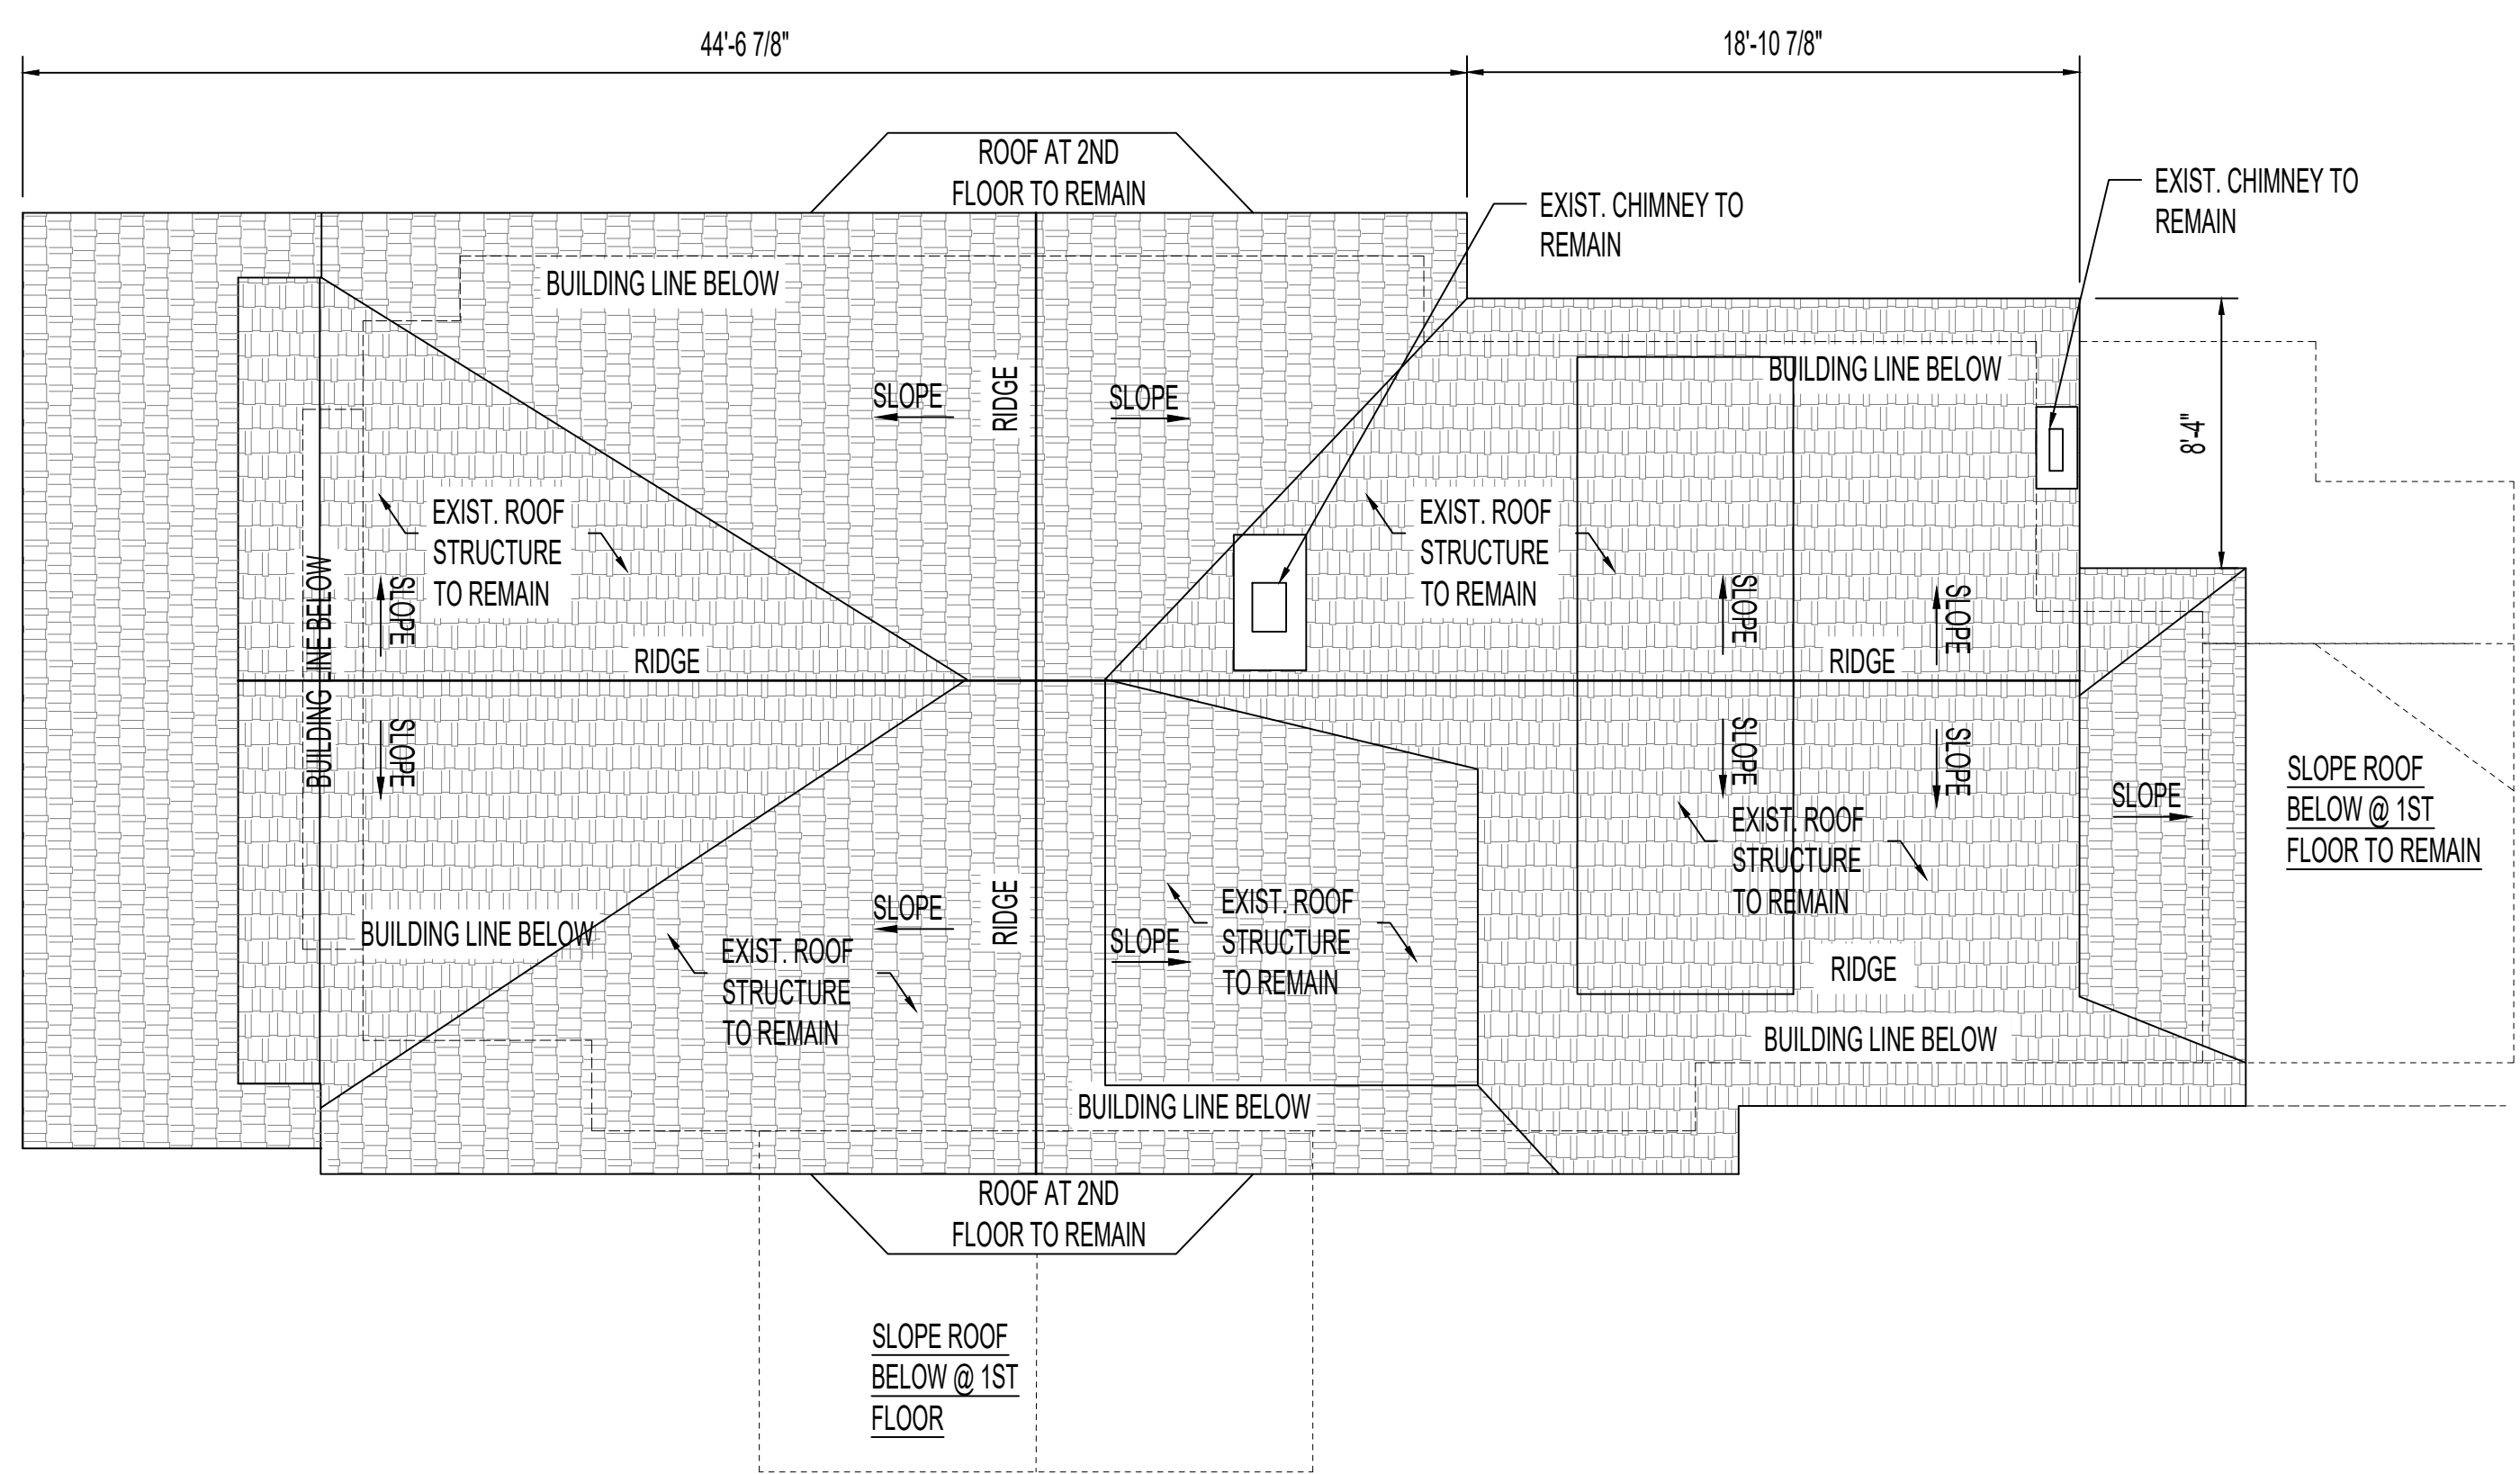 44'-6 7/8"
18'-10 7/8"
ROOF AT 2ND
FLOOR TO REMAIN
EXIST. CHIMNEY TO
REMAIN
EXIST. CHIMNEY TO
REMAIN
BUILDING LINE BELOW
BUILDING LINE BELOW
SLOPE
RIDGE
SLOPE
8'-4"
EXIST. ROOF
STRUCTURE
TO REMAIN
EXIST. ROOF
STRUCTURE
TO REMAIN
BUILDING LINE BELOW
SLOPE
SLOPE
SLOPE
RIDGE
RIDGE
SLOPE
SLOPE
SLOPE
SLOPE
SLOPE ROOF
BELOW @ 1ST
FLOOR TO REMAIN
EXIST. ROOF
STRUCTURE
TO REMAIN
BUILDING LINE BELOW
SLOPE
RIDGE
SLOPE
EXIST. ROOF
STRUCTURE
TO REMAIN
EXIST. ROOF
STRUCTURE
TO REMAIN
RIDGE
BUILDING LINE BELOW
BUILDING LINE BELOW
ROOF AT 2ND
FLOOR TO REMAIN
SLOPE ROOF
BELOW @ 1ST
FLOOR